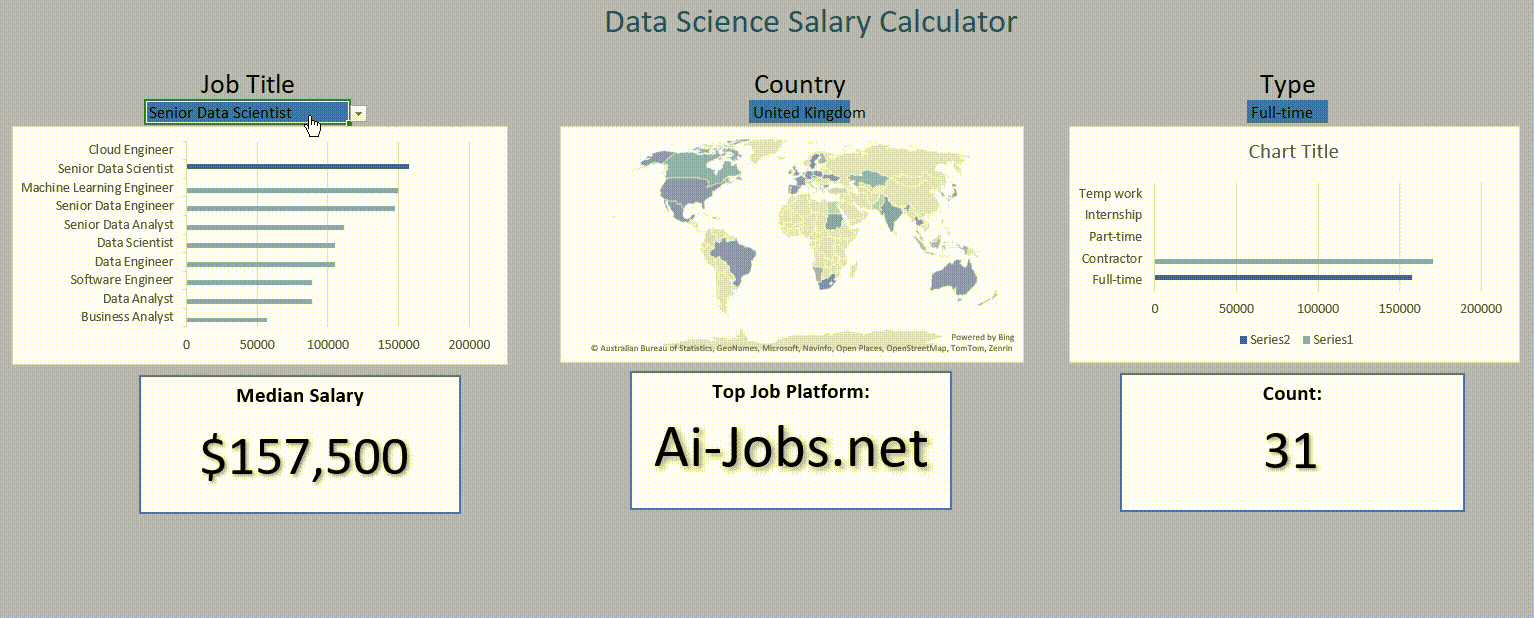 Data Science Salary Calculator
Job Title
Senior Data Scientist
Cloud Engineer
Senior Data Scientist
Machine Learning Engineer
Senior Data Engineer
Senior Data Analyst
Data Scientist
Data Engineer
Software Engineer
Data Analyst
Business Analyst
0 50000 100000 150000 200000
Median Salary
$157,500
Country
United Kingdom
Powered by Bing
© Australian Bureau of Statistics, GeoNames, Microsoft, Navinfo, Open Places, OpenStreetMap, TomTom, Zenrin
Top Job Platform:
Ai-Jobs.net
Type
Full-time
Chart Title
Temp work
Internship
Part-time
Contractor
Full-time
0 50000 100000 150000 200000
Series2 Series1
Count:
31